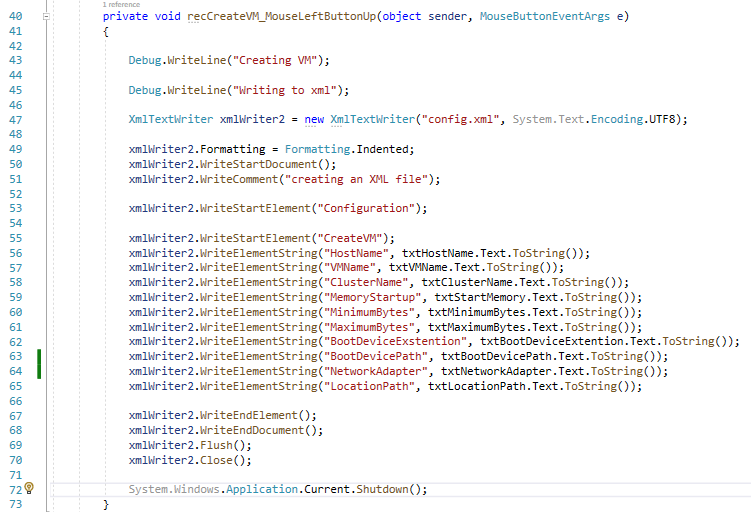 1 reference
40 private void recCreateVM_MouseLeftButtonUp(object sender, MouseButtonEventArgs e)
41 {
42
43 Debug.WriteLine("Creating VM");
44
45 Debug.WriteLine("Writing to xml");
46
47 XmlTextWriter xmlWriter2 = new XmlTextWriter("config.xml", System.Text.Encoding.UTF8);
48
49 xmlWriter2.Formatting = Formatting.Indented;
50 xmlWriter2.WriteStartDocument();
51 xmlWriter2.WriteComment("creating an XML file");
52
53 xmlWriter2.WriteStartElement("Configuration");
54
55 xmlWriter2.WriteStartElement("CreateVM");
56 xmlWriter2.WriteElementString("HostName", txtHostName.Text.ToString());
57 xmlWriter2.WriteElementString("VMName", txtVMName.Text.ToString());
58 xmlWriter2.WriteElementString("ClusterName", txtClusterName.Text.ToString());
59 xmlWriter2.WriteElementString("MemoryStartup", txtStartMemory.Text.ToString());
60 xmlWriter2.WriteElementString("MinimumBytes", txtMinimumBytes.Text.ToString());
61 xmlWriter2.WriteElementString("MaximumBytes", txtMaximumBytes.Text.ToString());
62 xmlWriter2.WriteElementString("BootDeviceExstention", txtBootDeviceExtention.Text.ToString());
63 xmlWriter2.WriteElementString("BootDevicePath", txtBootDevicePath.Text.ToString());
64 xmlWriter2.WriteElementString("NetworkAdapter", txtNetworkAdapter.Text.ToString());
65 xmlWriter2.WriteElementString("LocationPath", txtLocationPath.Text.ToString());
66
67 xmlWriter2.WriteEndElement();
68 xmlWriter2.WriteEndDocument();
69 xmlWriter2.Flush();
70 xmlWriter2.Close();
71
72 System.Windows.Application.Current.Shutdown();
73 }